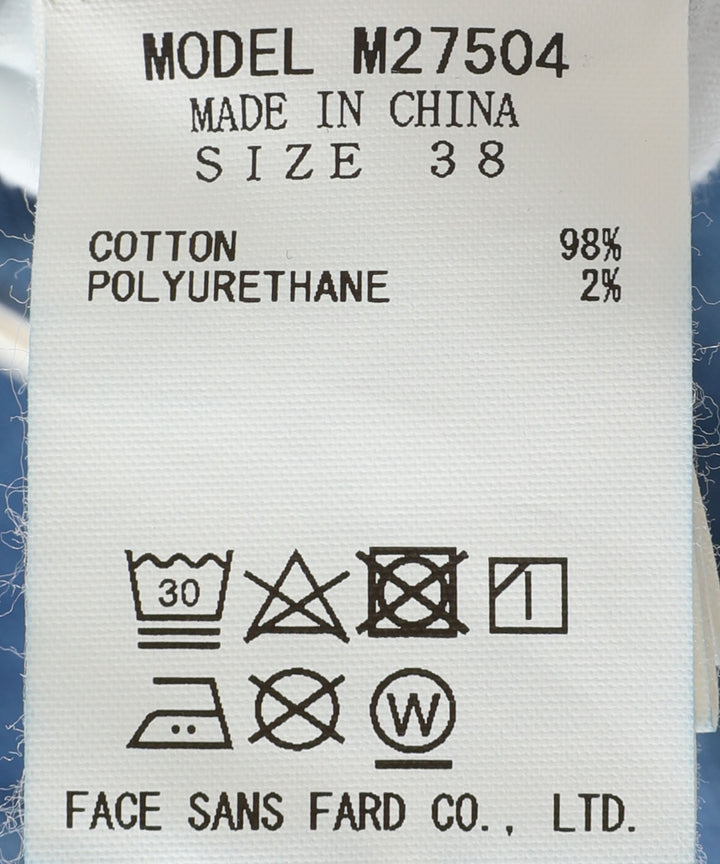 MODEL M27504
MADE IN CHINA
SIZE 38
COTTON 98%
POLYURETHANE 2%
30
W
FACE SANS FARD CO., LTD.